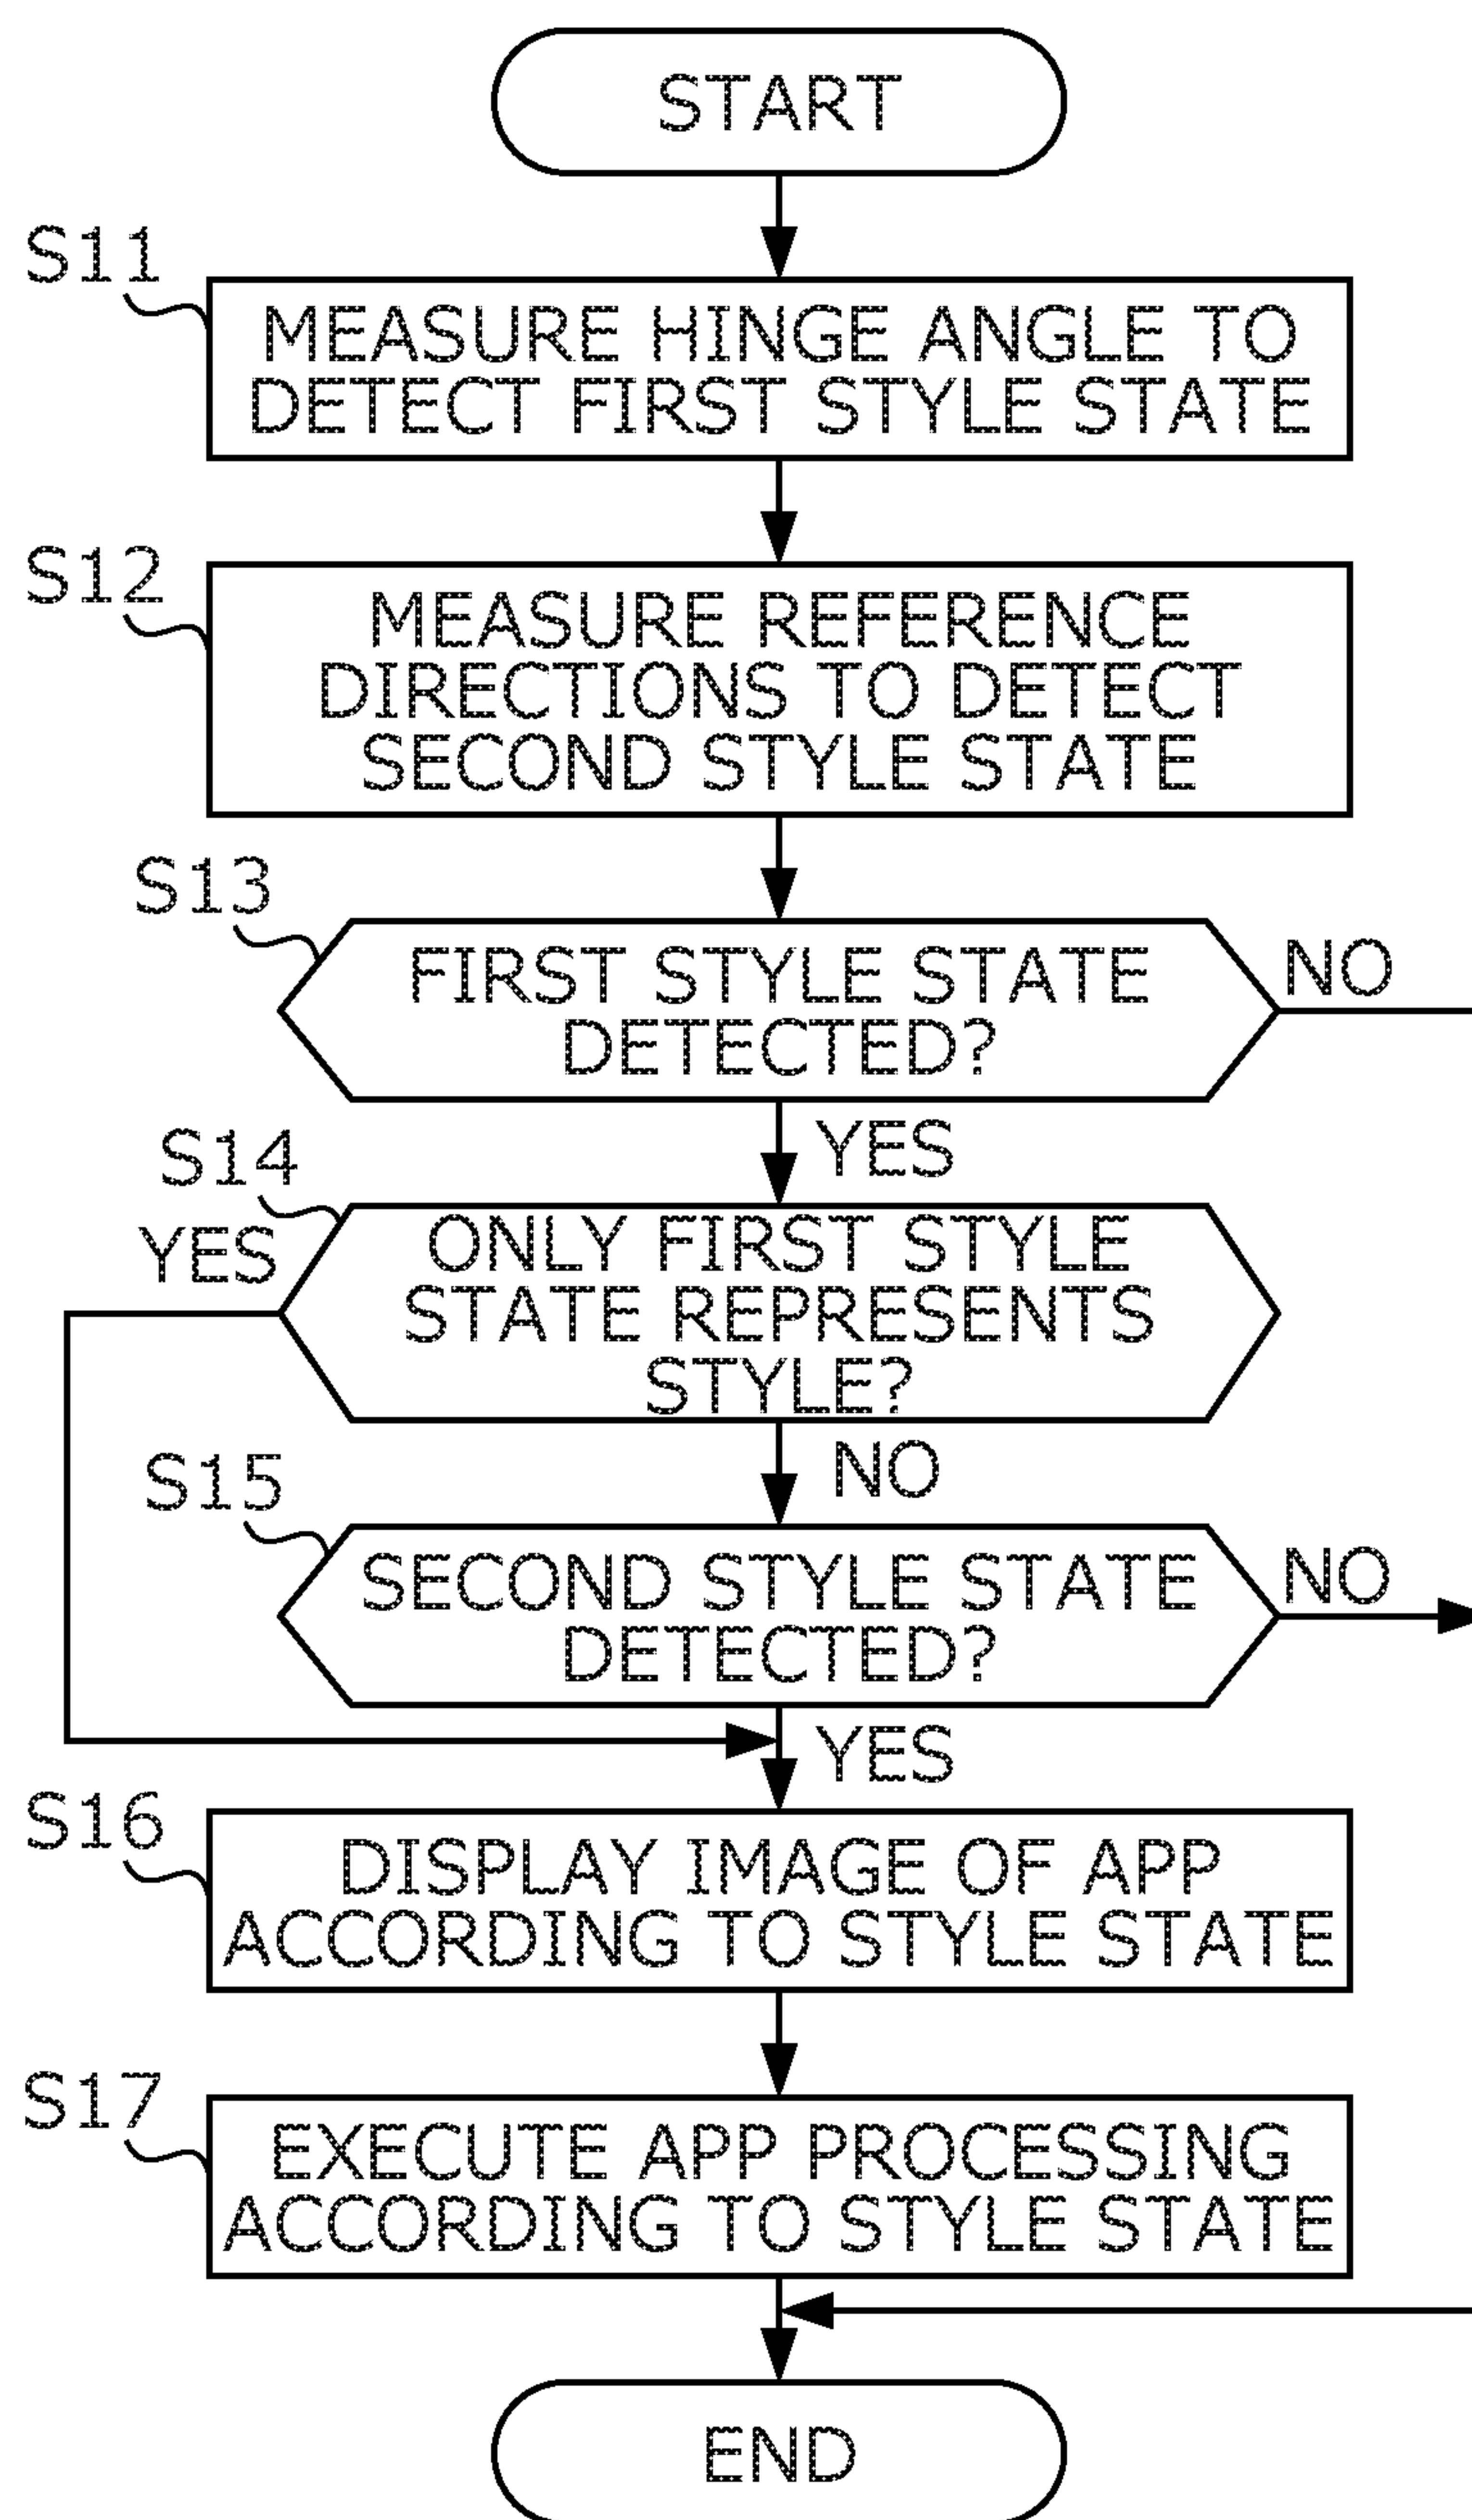 START
S11
MEASURE HINGE ANGLE TO
DETECT FIRST STYLE STATE
S12
MEASURE REFERENCE
DIRECTIONS TO DETECT
SECOND STYLE STATE
S13
FIRST STYLE STATE
DETECTED?
NO
YES
S14
YES
ONLY FIRST STYLE
STATE REPRESENTS
STYLE?
NO
S15
SECOND STYLE STATE
DETECTED?
NO
YES
S16
DISPLAY IMAGE OF APP
ACCORDING TO STYLE STATE
S17
EXECUTE APP PROCESSING
ACCORDING TO STYLE STATE
END